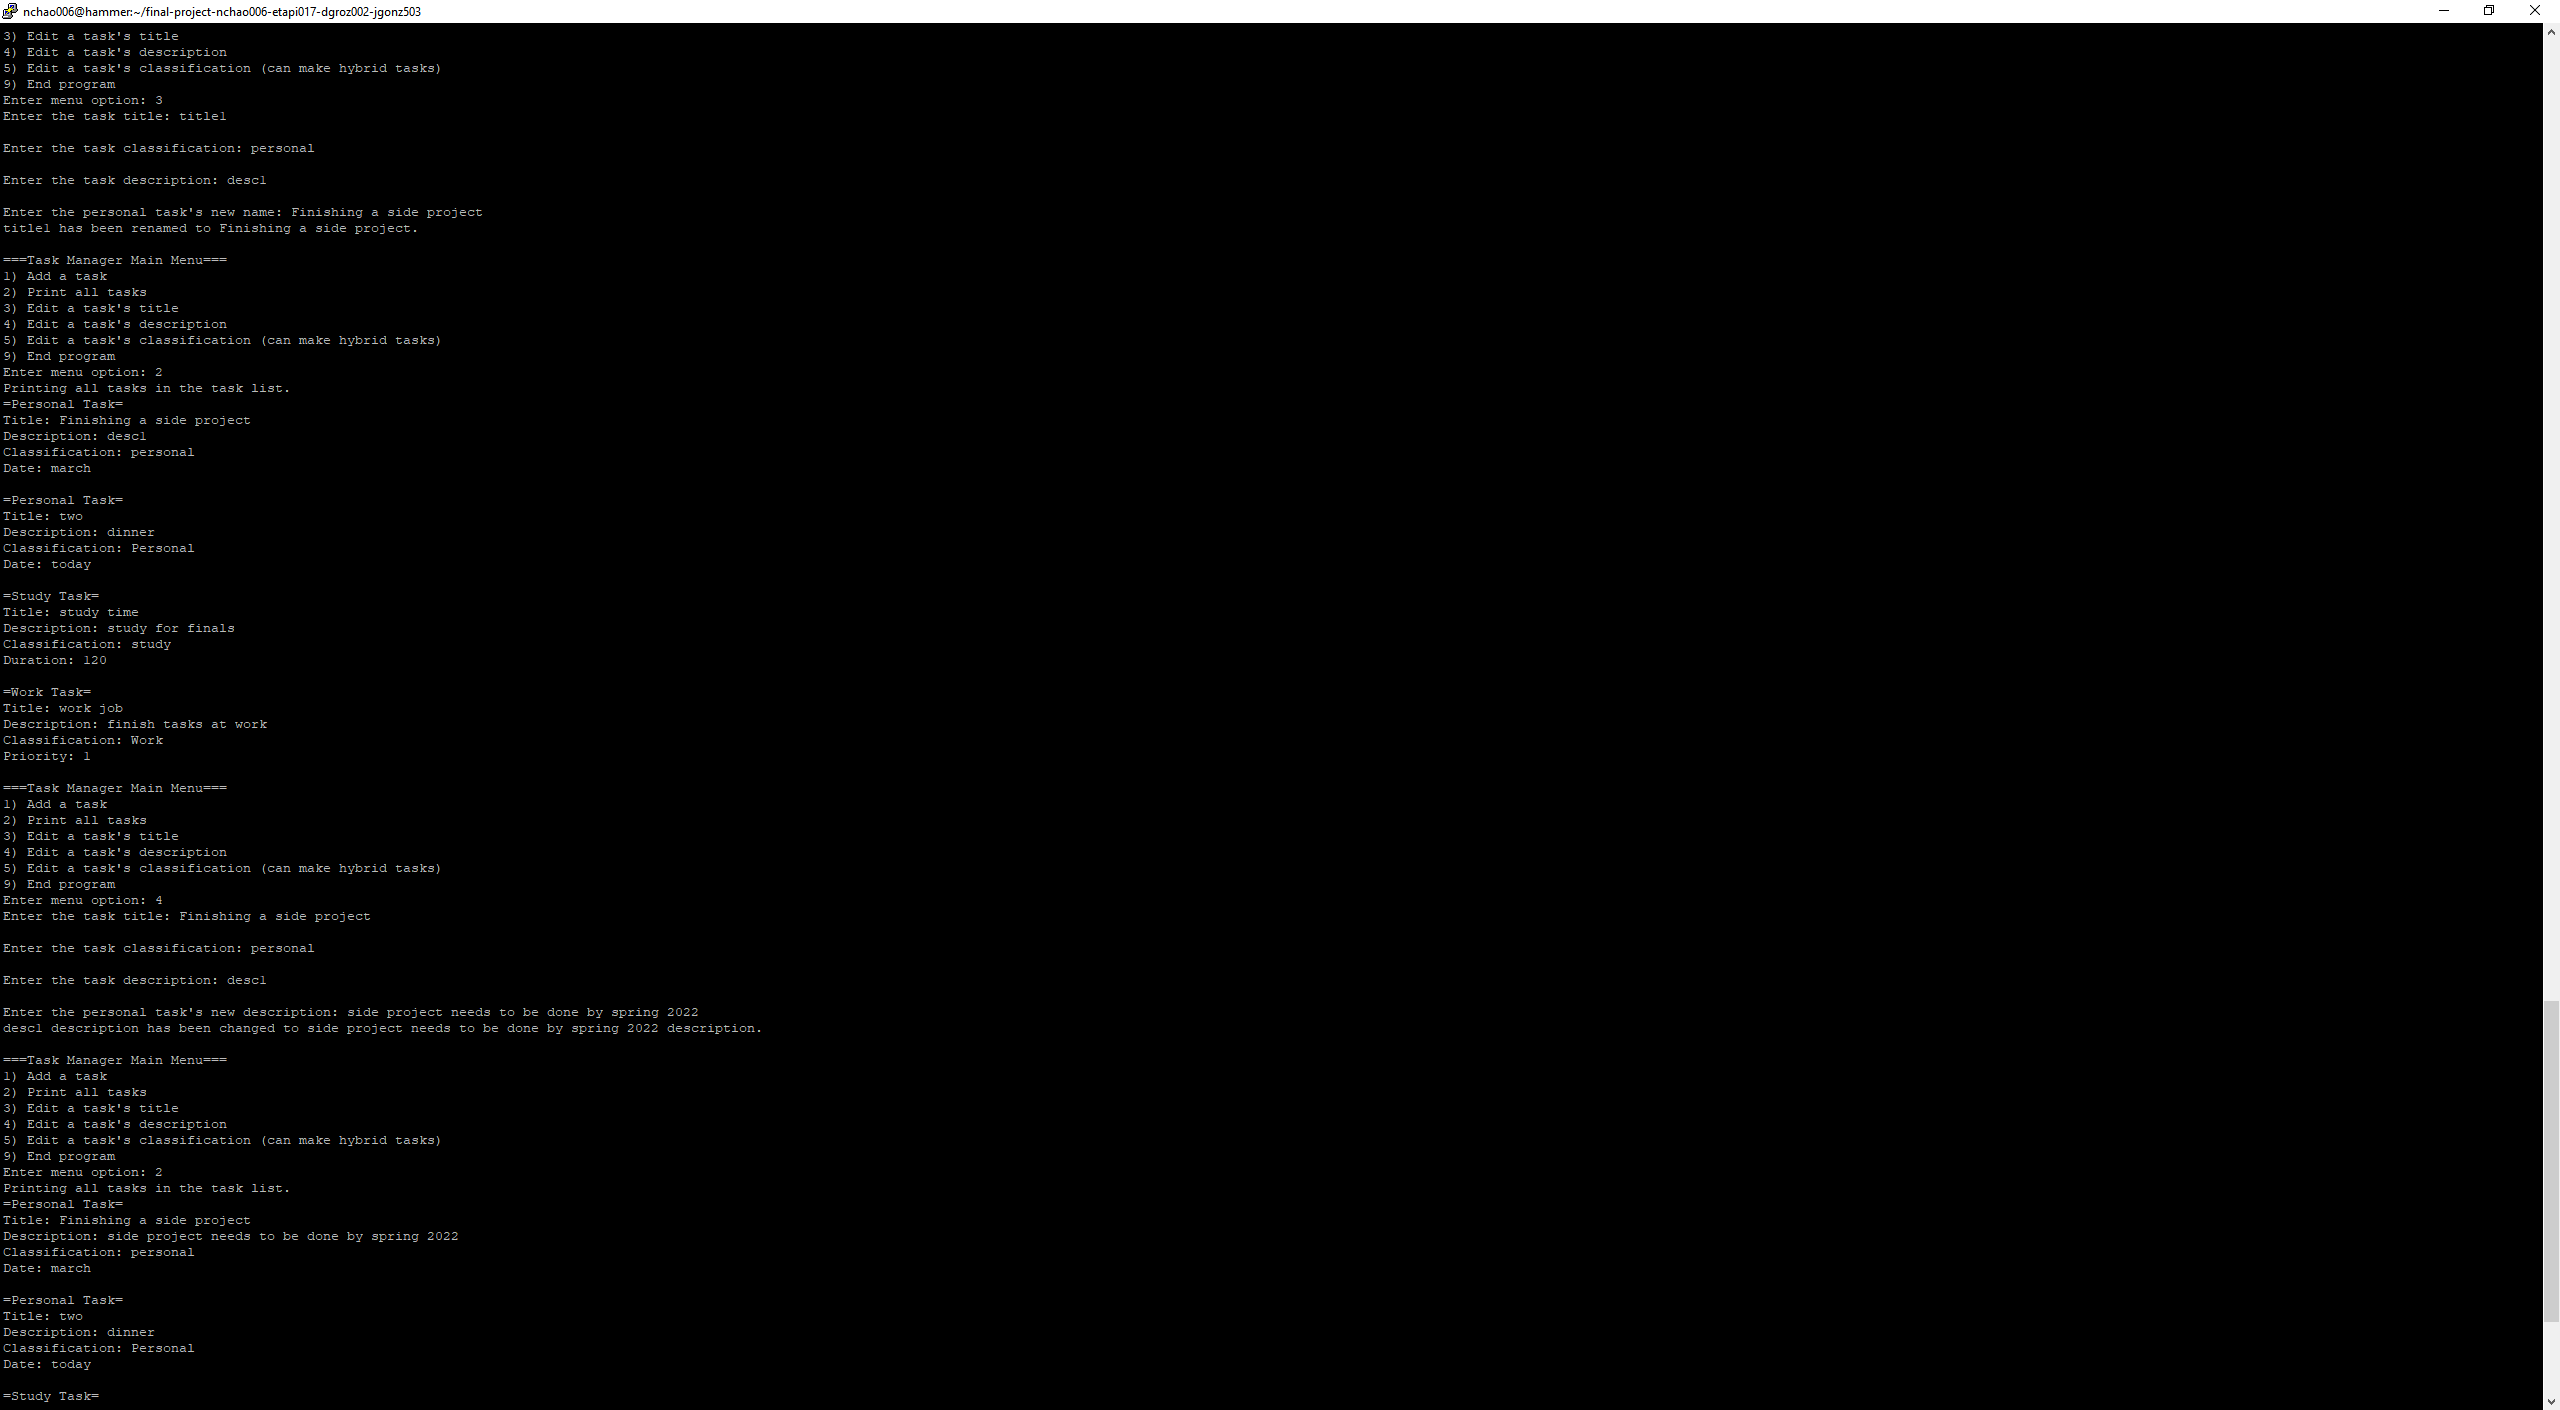 nchao006@hammer:~/final-project-nchao006-etapi017-dgroz002-jgonz503
3) Edit a task's title
4) Edit a task's description
5) Edit a task's classification (can make hybrid tasks)
9) End program
Enter menu option: 3
Enter the task title: title1
Enter the task classification: personal
Enter the task description: desc1
Enter the personal task's new name: Finishing a side project
title1 has been renamed to Finishing a side project.
===Task Manager Main Menu===
1) Add a task
2) Print all tasks
3) Edit a task's title
4) Edit a task's description
5) Edit a task's classification (can make hybrid tasks)
9) End program
Enter menu option: 2
Printing all tasks in the task list.
=Personal Task=
Title: Finishing a side project
Description: desc1
Classification: personal
Date: march
=Personal Task=
Title: two
Description: dinner
Classification: Personal
Date: today
=Study Task=
Title: study time
Description: study for finals
Classification: study
Duration: 120
=Work Task=
Title: work job
Description: finish tasks at work
Classification: Work
Priority: 1
===Task Manager Main Menu===
1) Add a task
2) Print all tasks
3) Edit a task's title
4) Edit a task's description
5) Edit a task's classification (can make hybrid tasks)
9) End program
Enter menu option: 4
Enter the task title: Finishing a side project
Enter the task classification: personal
Enter the task description: desc1
Enter the personal task's new description: side project needs to be done by spring 2022
desc1 description has been changed to side project needs to be done by spring 2022 description.
===Task Manager Main Menu===
1) Add a task
2) Print all tasks
3) Edit a task's title
4) Edit a task's description
5) Edit a task's classification (can make hybrid tasks)
9) End program
Enter menu option: 2
Printing all tasks in the task list.
=Personal Task=
Title: Finishing a side project
Description: side project needs to be done by spring 2022
Classification: personal
Date: march
=Personal Task=
Title: two
Description: dinner
Classification: Personal
Date: today
=Study Task=